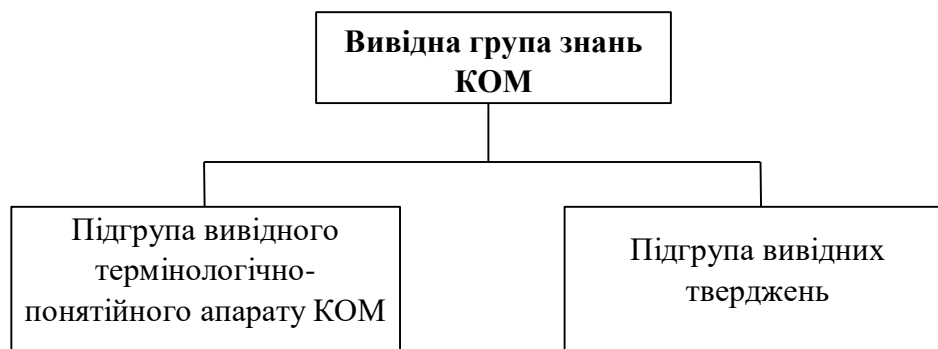 Вивідна група знань
КОМ
Підгрупа вивідного
термінологічно-
понятійного апарату КОМ
Підгрупа вивідних
тверджень